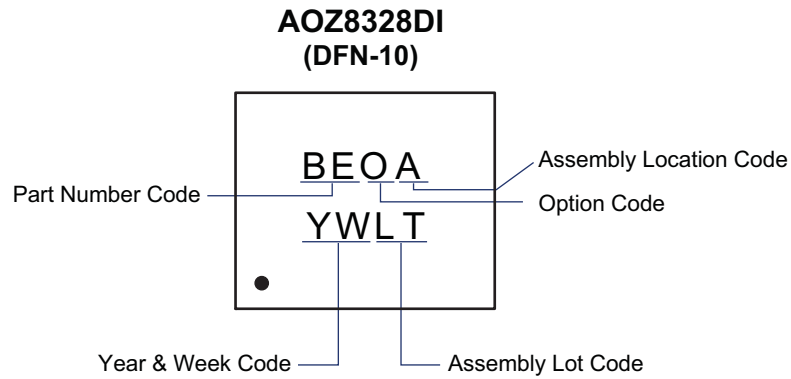 AOZ8328DI
(DFN-10)
BEOA
Assembly Location Code
Part Number Code
Option Code
YWLT
Year & Week Code
Assembly Lot Code